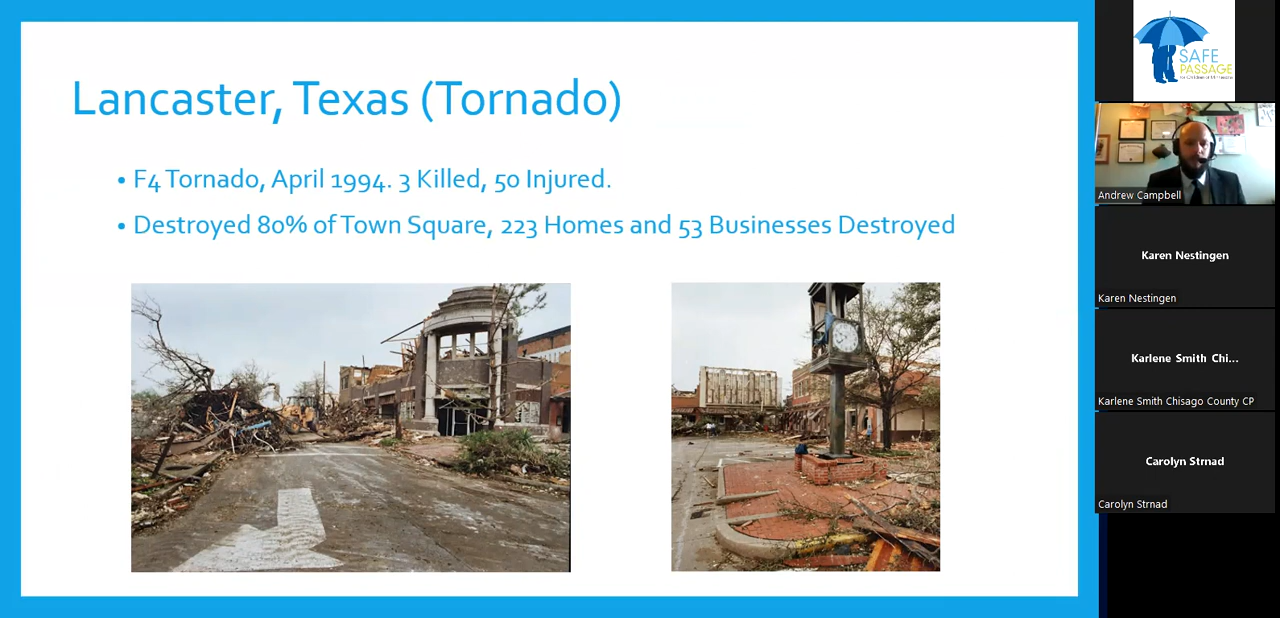 Lancaster, Texas (Tornado)
• F4 Tornado, April 1994. 3 Killed, 50 Injured.
• Destroyed 80% of Town Square, 223 Homes and 53 Businesses Destroyed
SAFE
PASSAGE
Andrew Campbell
Karen Nestingen
Karen Nestingen
Karlene Smith Chi...
Karlene Smith Chisago County CP
Carolyn Strnad
Carolyn Strnad